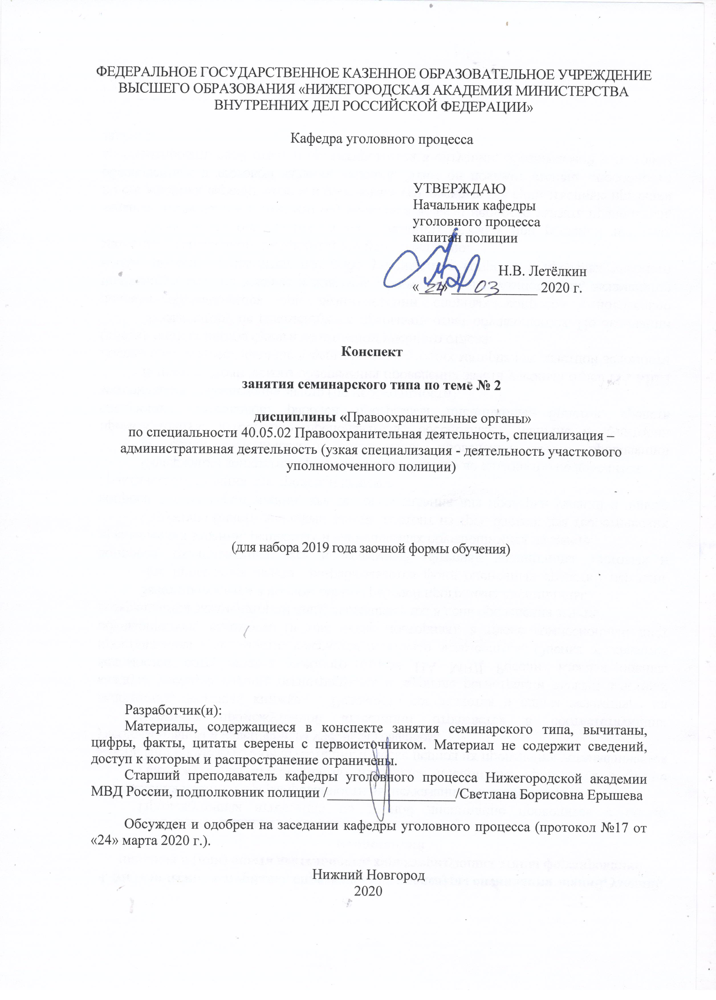 ФЕДЕРАЛЬНОЕ ГОСУДАРСТВЕННОЕ КАЗЕННОЕ ОБРАЗОВАТЕЛЬНОЕ УЧРЕЖДЕНИЕ
ВЫСШЕГО ОБРАЗОВАНИЯ «НИЖЕГОРОДСКАЯ АКАДЕМИЯ МИНИСТЕРСТВА
ВНУТРЕННИХ ДЕЛ РОССИЙСКОЙ ФЕДЕРАЦИИ»
Кафедра уголовного процесса
УТВЕРЖДАЮ
Начальник кафедры
уголовного процесса
капитан полиции
Н.В. Летёлкин
«24» 03 2020 г.
Конспект
занятия семинарского типа по теме № 2
дисциплины «Правоохранительные органы»
по специальности 40.05.02 Правоохранительная деятельность, специализация –
административная деятельность (узкая специализация - деятельность участкового
уполномоченного полиции)
(для набора 2019 года заочной формы обучения)
Разработчик(и):
Материалы, содержащиеся в конспекте занятия семинарского типа, вычитаны,
цифры, факты, цитаты сверены с первоисточником. Материал не содержит сведений,
доступ к которым и распространение ограничены.
Старший преподаватель кафедры уголовного процесса Нижегородской академии
МВД России, подполковник полиции /__________________/Светлана Борисовна Ерышева
Обсужден и одобрен на заседании кафедры уголовного процесса (протокол №17 от
«24» марта 2020 г.).
Нижний Новгород
2020